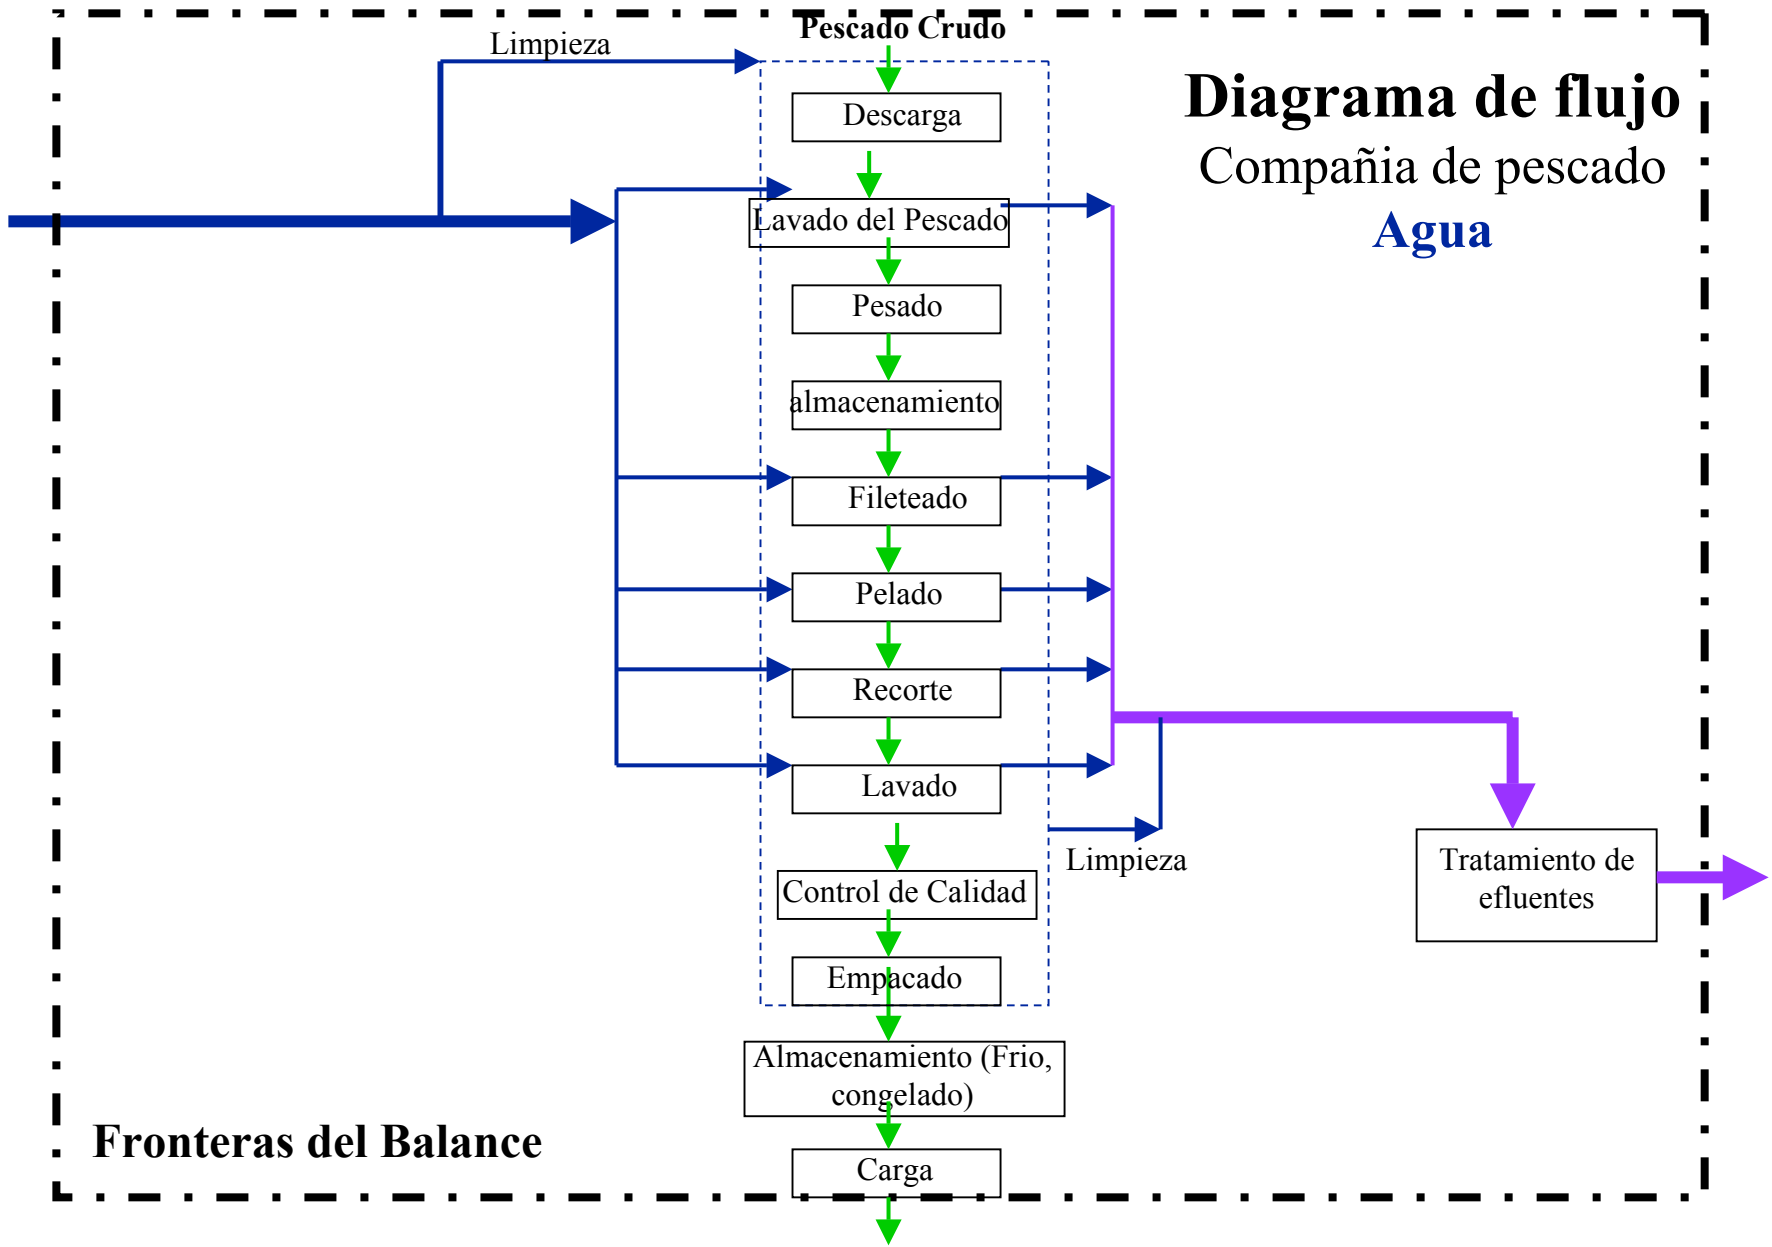 Pescado Crudo
Limpieza
Diagrama de flujo
Compañia de pescado
Agua
Descarga
Lavado del Pescado
Pesado
almacenamiento
Fileteado
Pelado
Recorte
Lavado
Limpieza
Tratamiento de
efluentes
Control de Calidad
Empacado
Almacenamiento (Frio,
congelado)
Fronteras del Balance
Carga